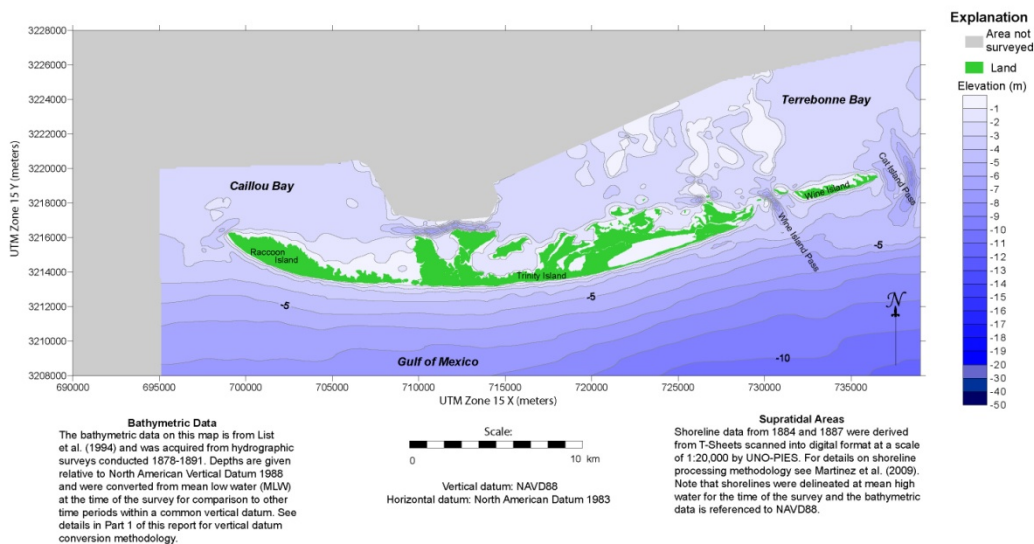 Explanation
Area not
surveyed
Land
Elevation (m)
-1
-2
-3
-4
-5
-6
-7
-8
-9
-10
-11
-12
-13
-14
-15
-16
-17
-18
-19
-20
-30
-40
-50
3228000
3226000
3224000
3222000
3220000
3218000
3216000
3214000
3212000
3210000
3208000
UTM Zone 15 Y (meters)
Terrebonne Bay
Caillou Bay
Cat Island Pass
Wine Island
Wine Island Pass
Raccoon
Island
Trinity Island
-5
-5
-5
-10
Gulf of Mexico
N
690000 695000 700000 705000 710000 715000 720000 725000 730000 735000
UTM Zone 15 X (meters)
Bathymetric Data
The bathymetric data on this map is from List
et al. (1994) and was acquired from hydrographic
surveys conducted 1878-1891. Depths are given
relative to North American Vertical Datum 1988
and were converted from mean low water (MLW)
at the time of the survey for comparison to other
time periods within a common vertical datum. See
details in Part 1 of this report for vertical datum
conversion methodology.
Scale:
0 10 km
Vertical datum: NAVD88
Horizontal datum: North American Datum 1983
Supratidal Areas
Shoreline data from 1884 and 1887 were derived
from T-Sheets scanned into digital format at a scale
of 1:20,000 by UNO-PIES. For details on shoreline
processing methodology see Martinez et al. (2009).
Note that shorelines were delineated at mean high
water for the time of the survey and the bathymetric
data is referenced to NAVD88.